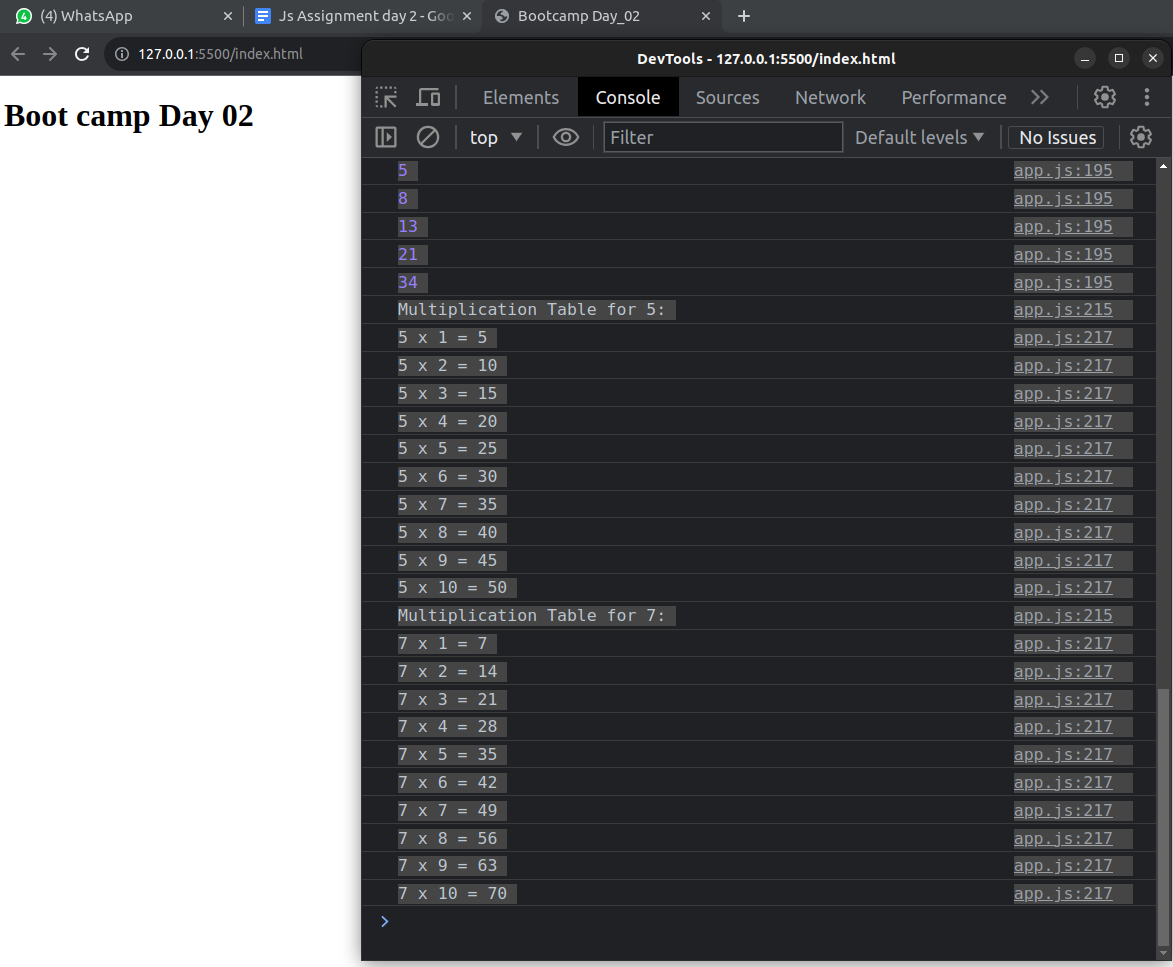 (4) WhatsApp
Js Assignment day 2 - Goo
Bootcamp Day_02
127.0.0.1:5500/index.html
DevTools - 127.0.0.1:5500/index.html
Boot camp Day 02
Elements Console Sources Network Performance
top Filter Default levels No Issues
5 app.js:195
8 app.js:195
13 app.js:195
21 app.js:195
34 app.js:195
Multiplication Table for 5: app.js:215
5 x 1 = 5 app.js:217
5 x 2 = 10 app.js:217
5 x 3 = 15 app.js:217
5 x 4 = 20 app.js:217
5 x 5 = 25 app.js:217
5 x 6 = 30 app.js:217
5 x 7 = 35 app.js:217
5 x 8 = 40 app.js:217
5 x 9 = 45 app.js:217
5 x 10 = 50 app.js:217
Multiplication Table for 7: app.js:215
7 x 1 = 7 app.js:217
7 x 2 = 14 app.js:217
7 x 3 = 21 app.js:217
7 x 4 = 28 app.js:217
7 x 5 = 35 app.js:217
7 x 6 = 42 app.js:217
7 x 7 = 49 app.js:217
7 x 8 = 56 app.js:217
7 x 9 = 63 app.js:217
7 x 10 = 70 app.js:217